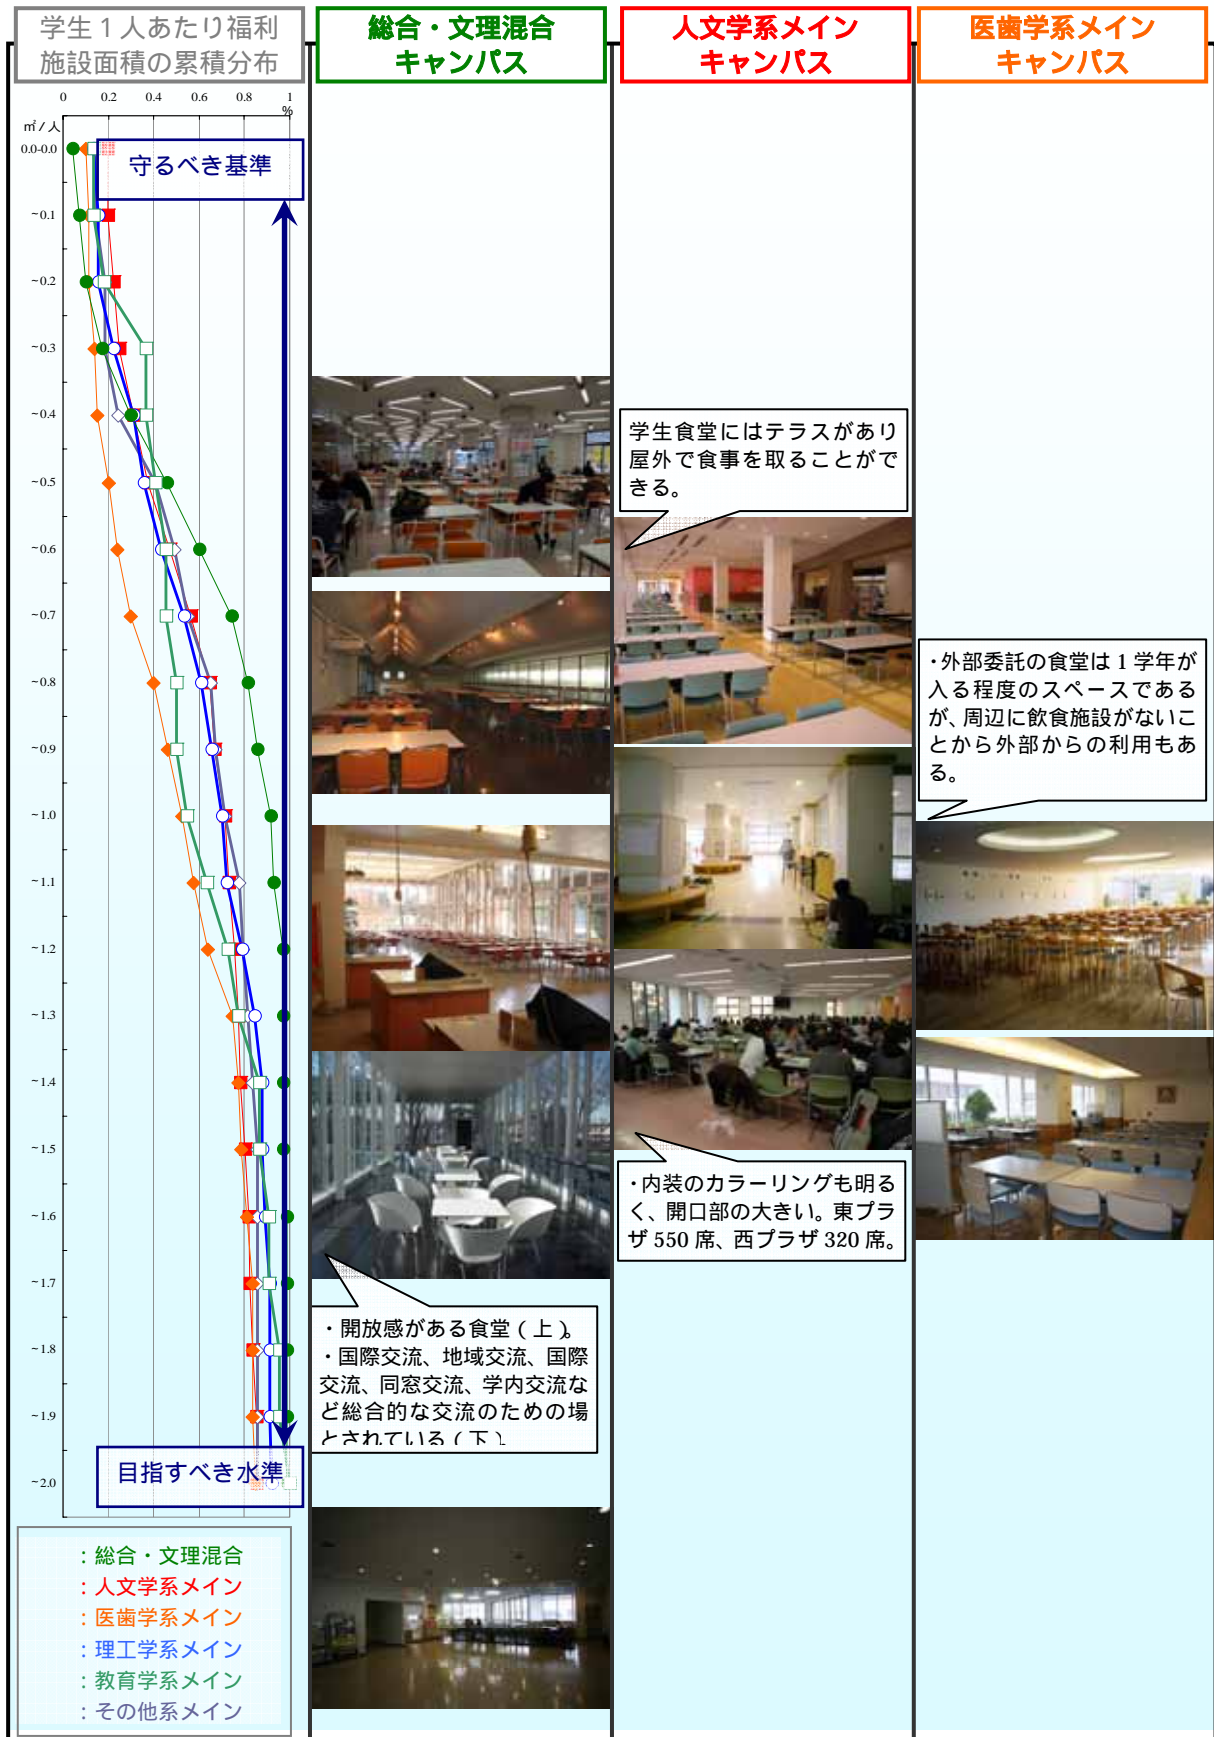 学生１人あたり福利
施設面積の累積分布
総合・文理混合
キャンパス
人文学系メイン
キャンパス
医歯学系メイン
キャンパス
0 0.2 0.4 0.6 0.8 1
%
㎡/人
0.0-0.0
~0.1
~0.2
~0.3
~0.4
~0.5
~0.6
~0.7
~0.8
~0.9
~1.0
~1.1
~1.2
~1.3
~1.4
~1.5
~1.6
~1.7
~1.8
~1.9
~2.0
守るべき基準
目指すべき水準
：総合・文理混合
：人文学系メイン
：医歯学系メイン
：理工学系メイン
：教育学系メイン
：その他系メイン
・開放感がある食堂（上）。
・国際交流、地域交流、国際
交流、同窓交流、学内交流な
ど総合的な交流のための場
とされている（下）
学生食堂にはテラスがあり
屋外で食事を取ることがで
きる。
・内装のカラーリングも明る
く、開口部の大きい。東プラ
ザ 550 席、西プラザ 320 席。
・外部委託の食堂は 1 学年が
入る程度のスペースである
が、周辺に飲食施設がないこ
とから外部からの利用もあ
る。